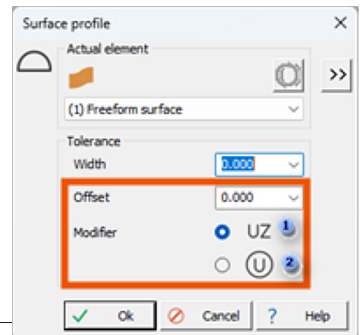 Surface profile
Actual element
>>
(1) Freeform surface
Tolerance
Width 0.000
Offset 0.000
Modifier UZ 1
U 2
Ok Cancel ? Help